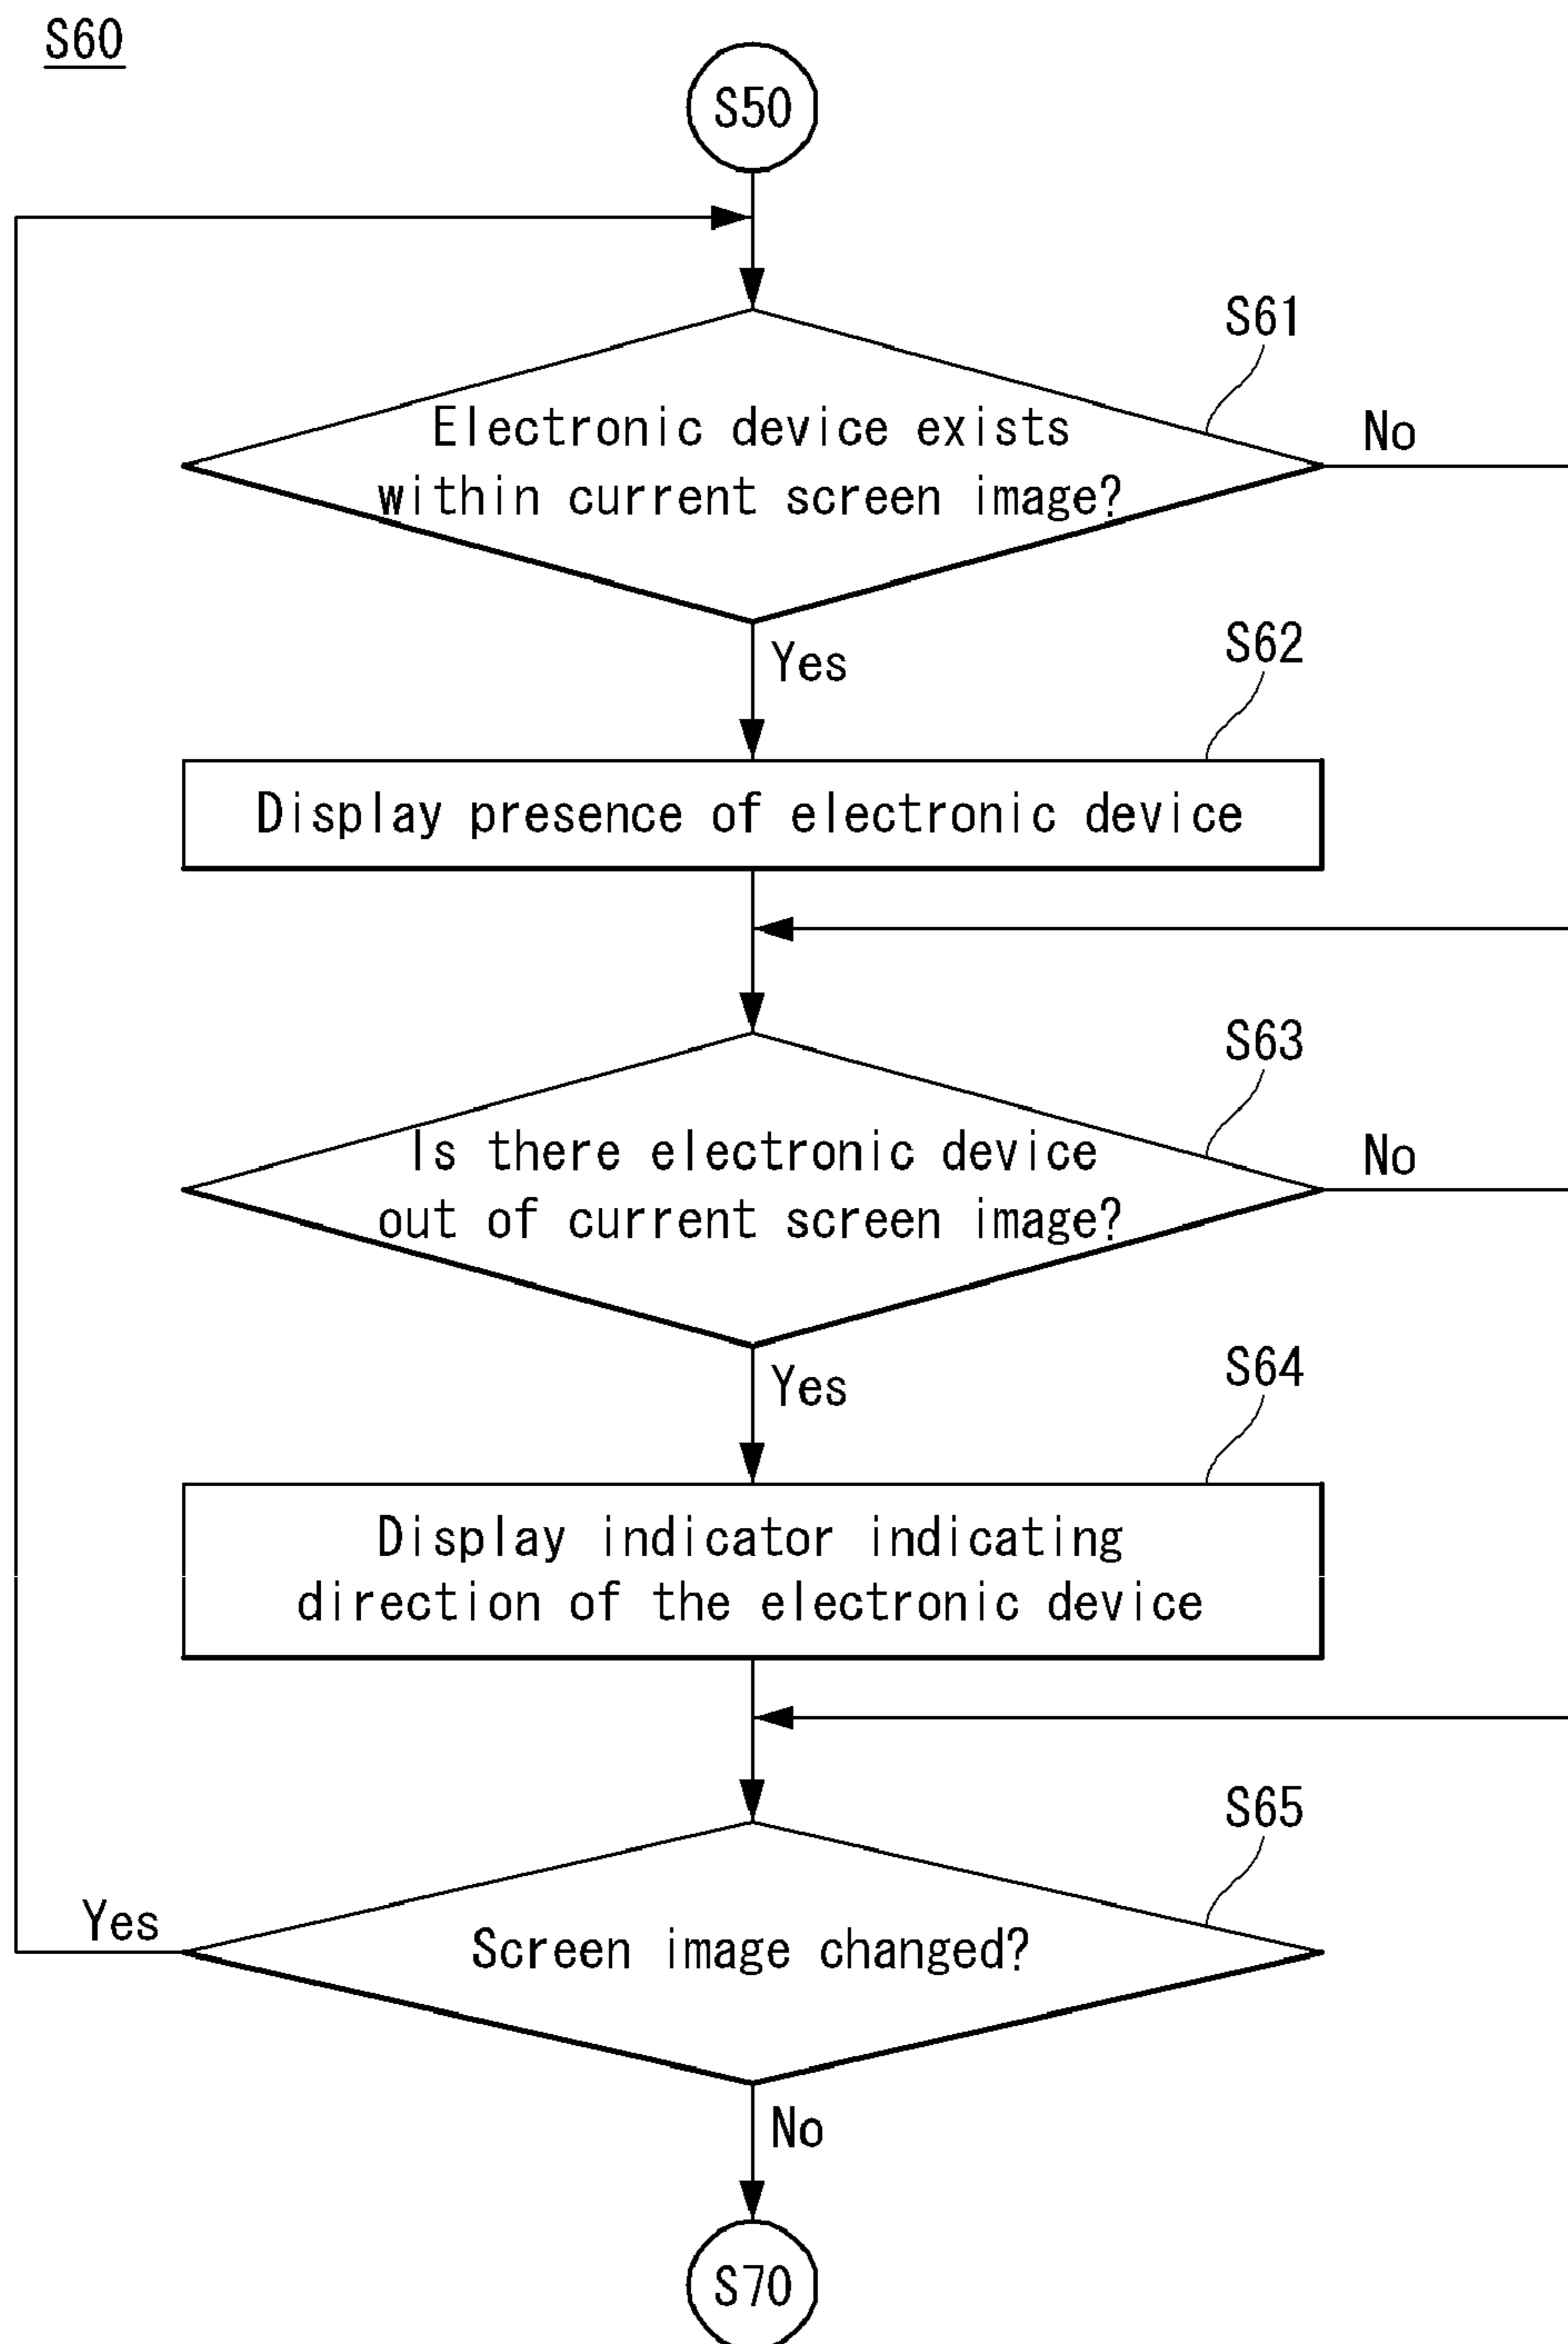 S60
S50
S61
Electronic device exists
within current screen image?
No
Yes
S62
Display presence of electronic device
S63
Is there electronic device
out of current screen image?
No
Yes
S64
Display indicator indicating
direction of the electronic device
S65
Yes
Screen image changed?
No
S70